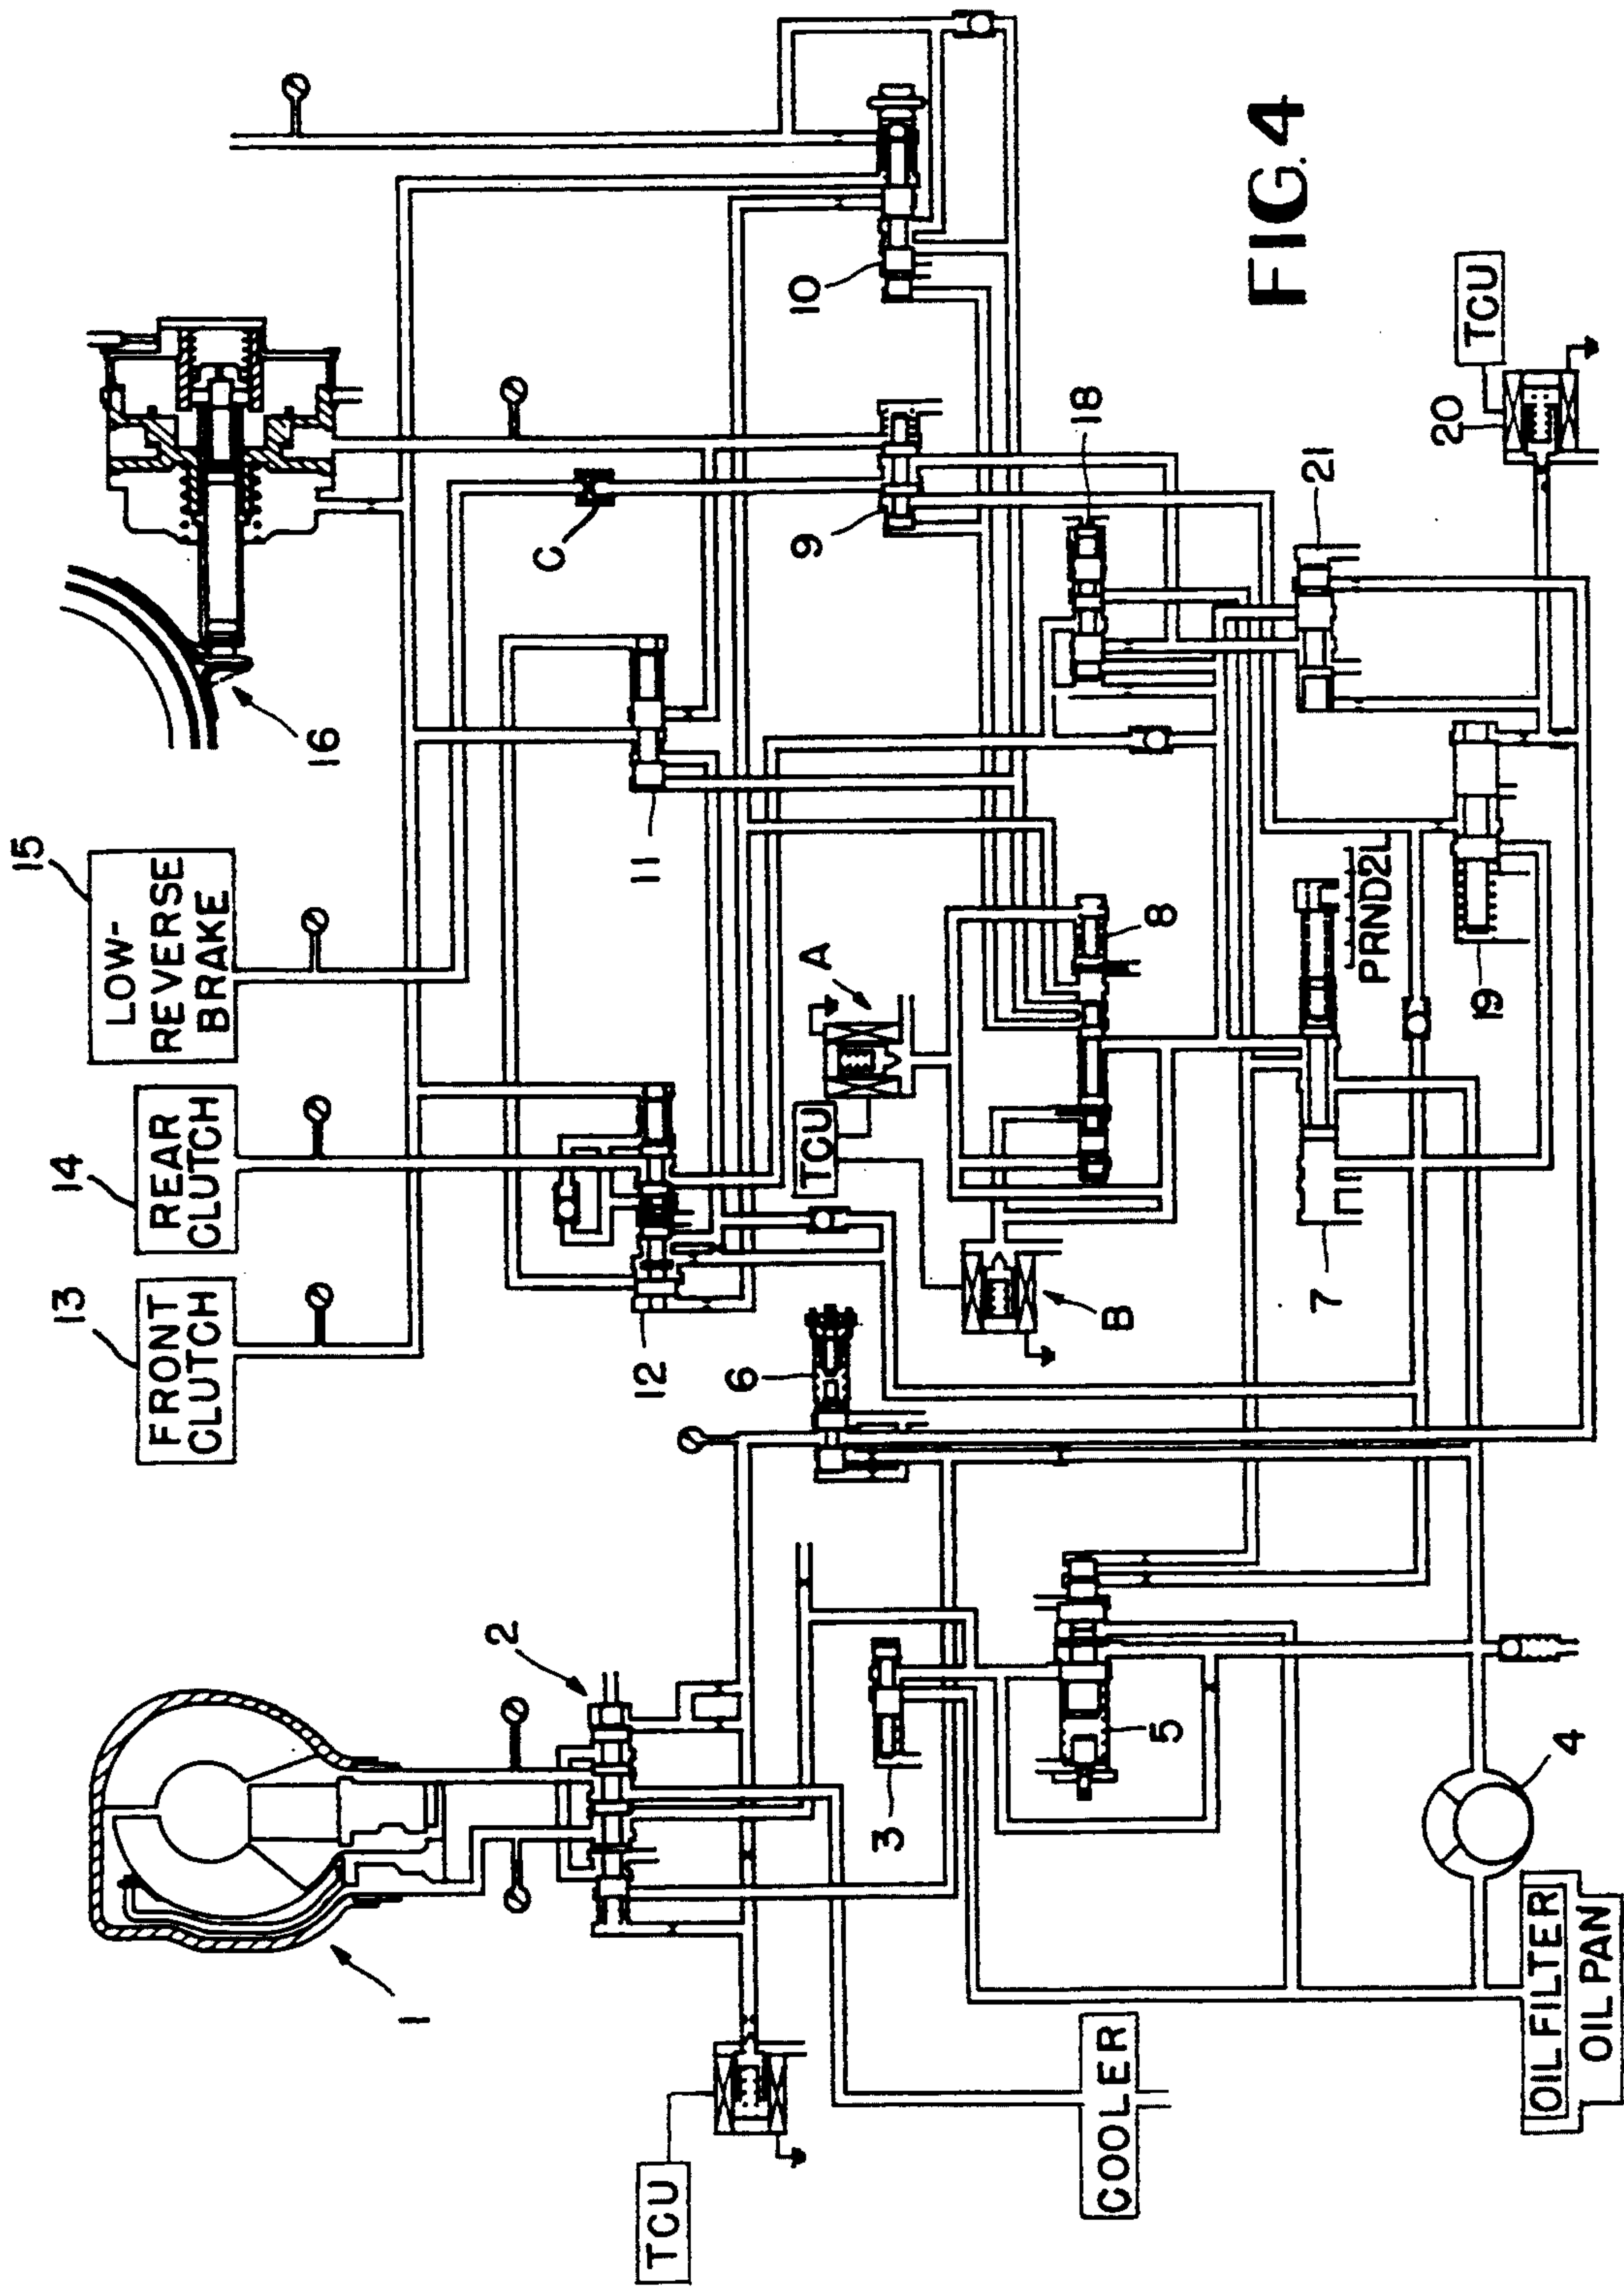 15
LOW-
REVERSE
BRAKE
14
REAR
CLUTCH
13
FRONT
CLUTCH
16
C
11
12
9
10
A
TCU
B
6
8
18
21
20
TCU
PRND2L
7
19
2
1
3
5
4
TCU
COOLER
OIL FILTER
OIL PAN
FIG. 4